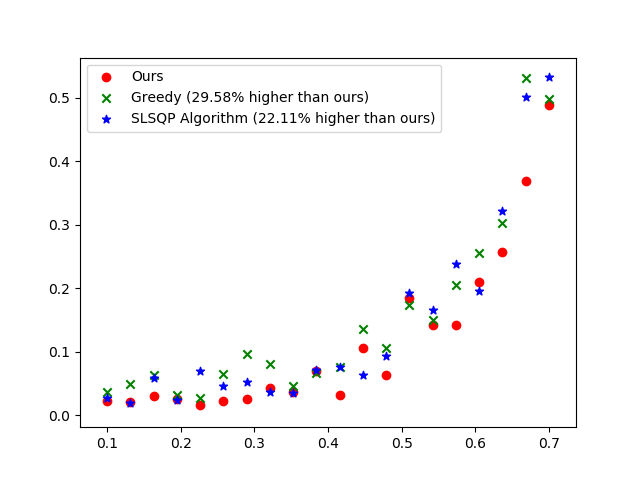 Ours
Greedy (29.58% higher than ours)
SLSQP Algorithm (22.11% higher than ours)
0.5
0.4
0.3
0.2
0.1
0.0
0.1 0.2 0.3 0.4 0.5 0.6 0.7